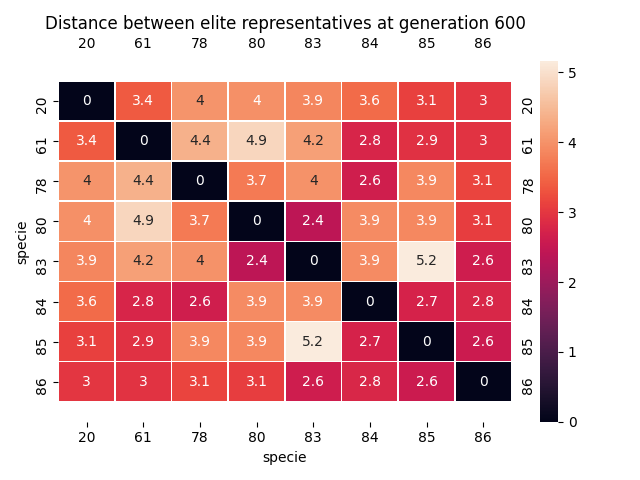 Distance between elite representatives at generation 600
20 61 78 80 83 84 85 86
20 0 3.4 4 4 3.9 3.6 3.1 3 20
61 3.4 0 4.4 4.9 4.2 2.8 2.9 3 61
78 4 4.4 0 3.7 4 2.6 3.9 3.1 78
80 4 4.9 3.7 0 2.4 3.9 3.9 3.1 80
83 3.9 4.2 4 2.4 0 3.9 5.2 2.6 83
84 3.6 2.8 2.6 3.9 3.9 0 2.7 2.8 84
85 3.1 2.9 3.9 3.9 5.2 2.7 0 2.6 85
86 3 3 3.1 3.1 2.6 2.8 2.6 0 86
20 61 78 80 83 84 85 86
specie
specie
5
4
3
2
1
0